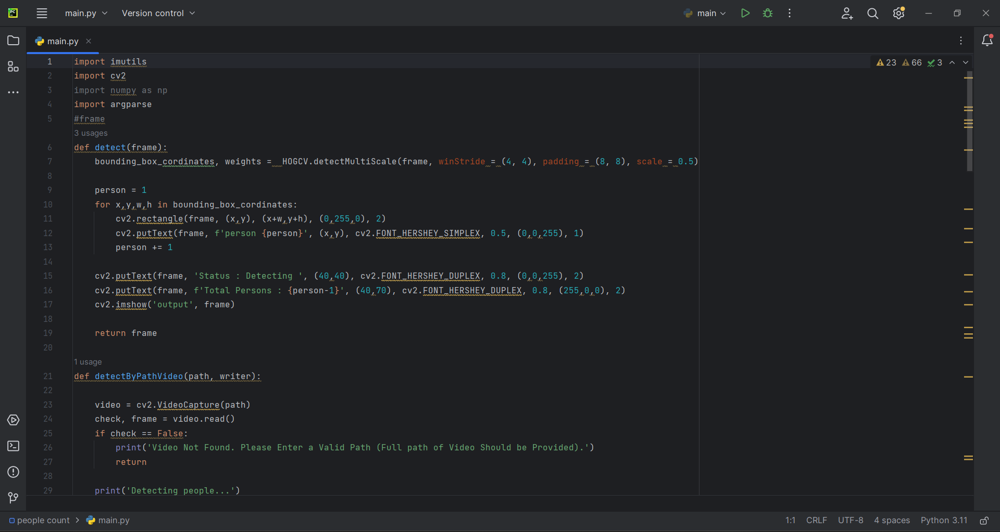 PC
main.py
Version control
main
main.py
23
66
3
1 import imutils
2 import cv2
3 import numpy as np
4 import argparse
5 #frame
3 usages
6 def detect(frame):
7 bounding_box_cordinates, weights = HOGCV.detectMultiScale(frame, winStride = (4, 4), padding = (8, 8), scale = 0.5)
8
9 person = 1
10 for x,y,w,h in bounding_box_cordinates:
11 cv2.rectangle(frame, (x,y), (x+w,y+h), (0,255,0), 2)
12 cv2.putText(frame, f'person {person}', (x,y), cv2.FONT_HERSHEY_SIMPLEX, 0.5, (0,0,255), 1)
13 person += 1
14
15 cv2.putText(frame, 'Status : Detecting ', (40,40), cv2.FONT_HERSHEY_DUPLEX, 0.8, (0,0,255), 2)
16 cv2.putText(frame, f'Total Persons : {person-1}', (40,70), cv2.FONT_HERSHEY_DUPLEX, 0.8, (255,0,0), 2)
17 cv2.imshow('output', frame)
18
19 return frame
20
1 usage
21 def detectByPathVideo(path, writer):
22
23 video = cv2.VideoCapture(path)
24 check, frame = video.read()
25 if check == False:
26 print('Video Not Found. Please Enter a Valid Path (Full path of Video Should be Provided).')
27 return
28
29 print('Detecting people...')
people count
main.py
1:1
CRLF
UTF-8
4 spaces
Python 3.11